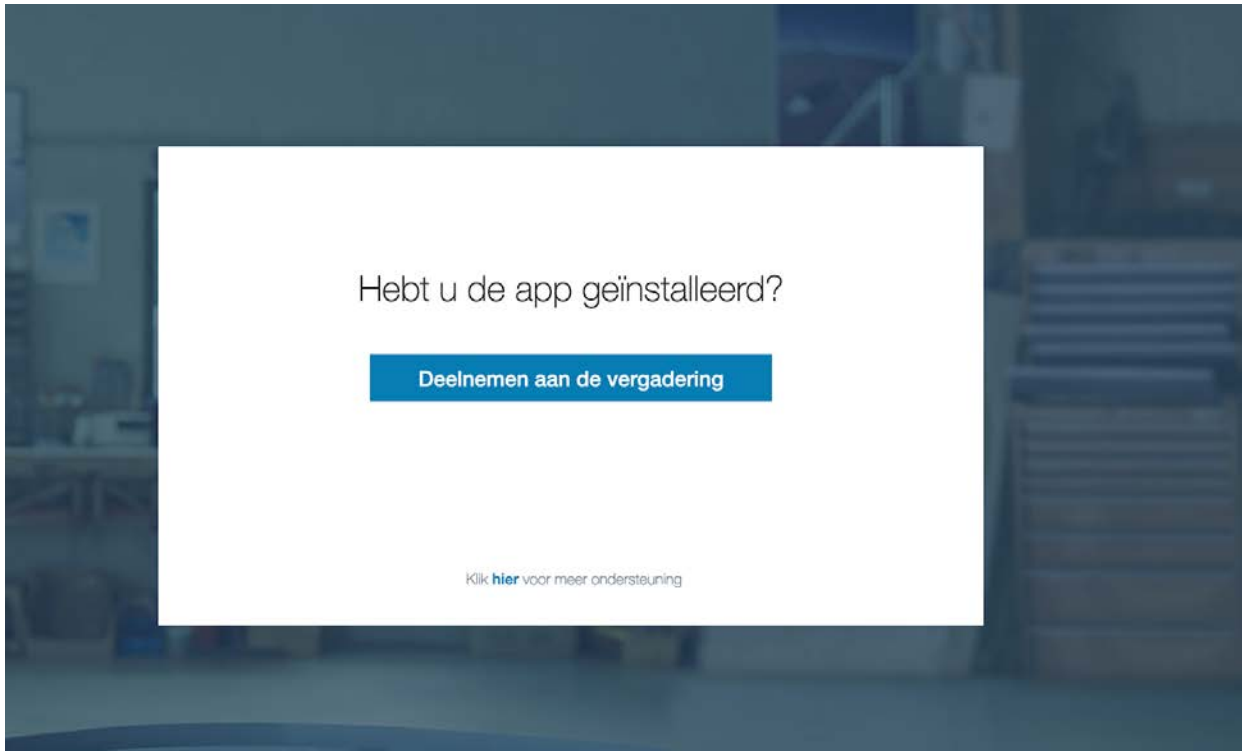 Hebt u de app geïnstalleerd?
Deelnemen aan de vergadering
Klik hier voor meer ondersteuning